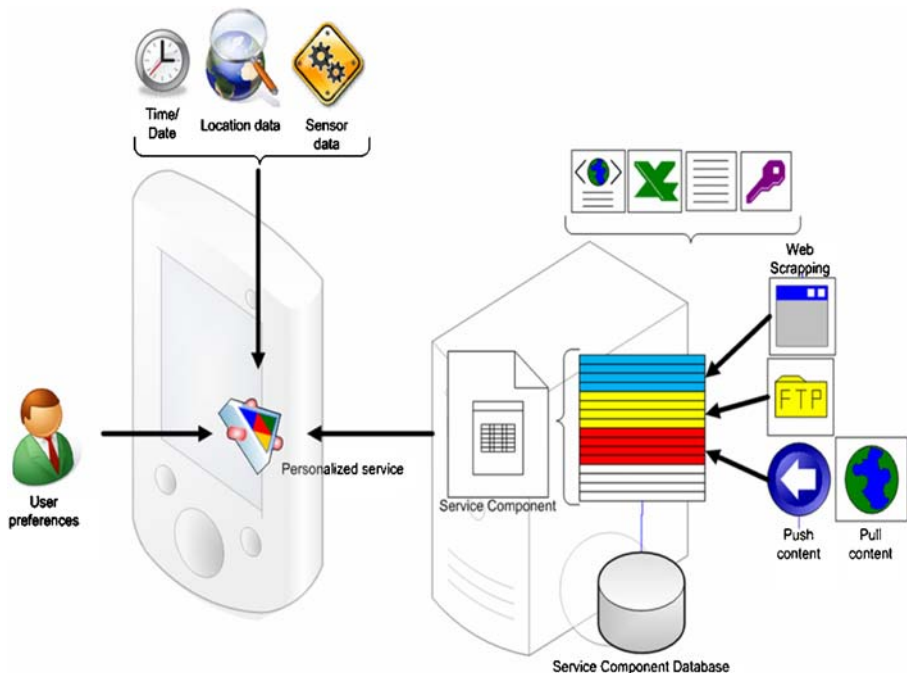 Time/
Date
Location data
Sensor
data
Web
Scrapping
FTP
Personalized service
Service Component
User
preferences
Push
content
Pull
content
Service Component Database